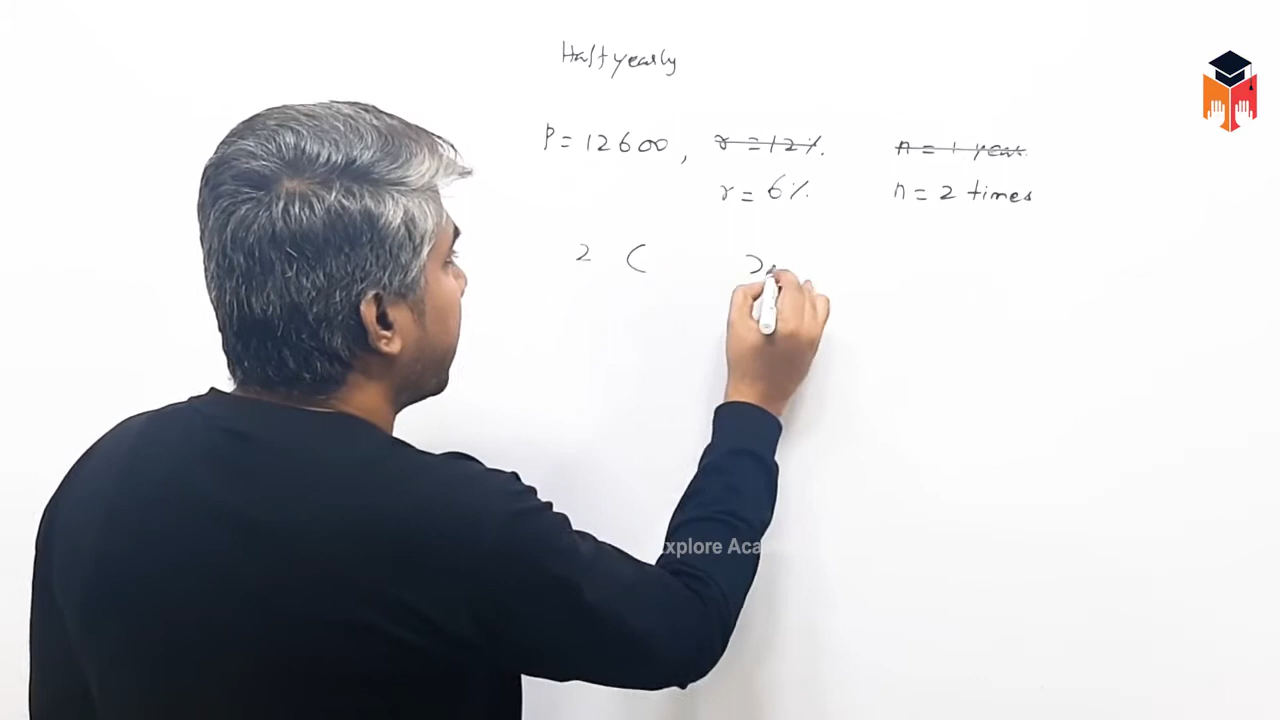 Half yearly
P = 12600, r = 12% n = 1 year
r = 6% n = 2 times
2 ( )
Explore Aca